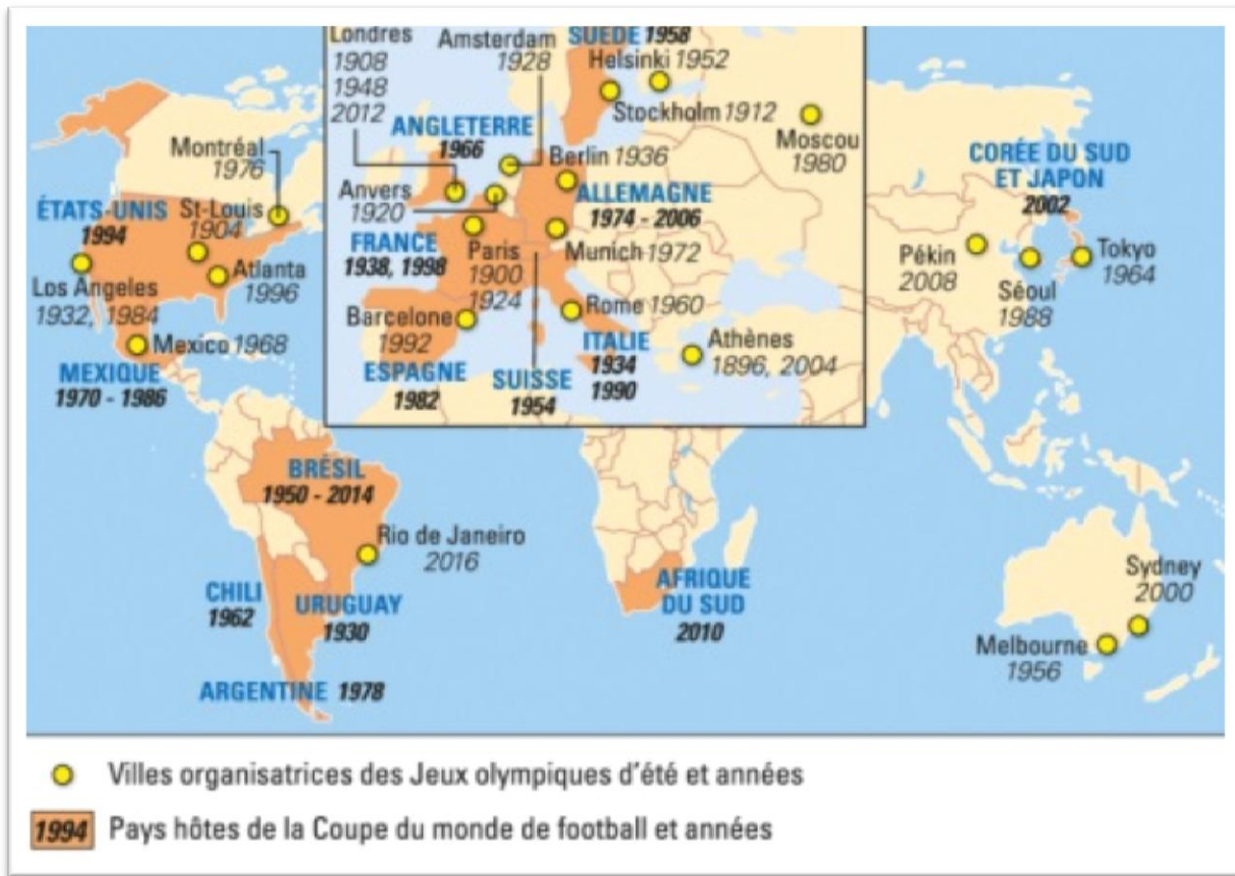 Londres
1908
1948
2012
Amsterdam
1928
SUÈDE 1958
Helsinki 1952
Stockholm 1912
Moscou
1980
ANGLETERRE
1966
Berlin 1936
Anvers
1920
ALLEMAGNE
1974 - 2006
FRANCE
1938, 1998
Paris
1900
1924
Munich 1972
Barcelone
1992
Rome 1960
ESPAGNE
1982
SUISSE
1954
ITALIE
1934
1990
Athènes
1896, 2004
Montréal
1976
ÉTATS-UNIS
1994
St-Louis
1904
Atlanta
1996
Los Angeles
1932, 1984
Mexico 1968
MEXIQUE
1970 - 1986
CORÉE DU SUD
ET JAPON
2002
Pékin
2008
Séoul
1988
Tokyo
1964
BRÉSIL
1950 - 2014
Rio de Janeiro
2016
CHILI
1962
URUGUAY
1930
ARGENTINE 1978
AFRIQUE
DU SUD
2010
Sydney
2000
Melbourne
1956
Villes organisatrices des Jeux olympiques d'été et années
1994 Pays hôtes de la Coupe du monde de football et années